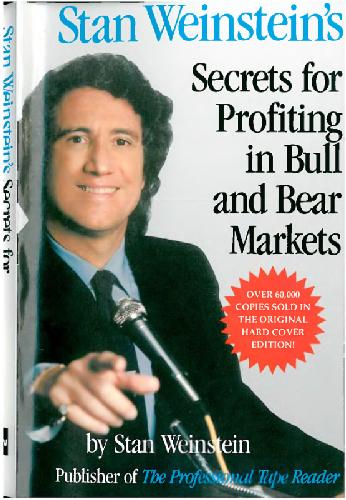 Stan Weinstein's
Secrets for
Profiting
in Bull
and Bear
Markets
OVER 60,000
COPIES SOLD IN
THE ORIGINAL
HARD COVER
EDITION!
by Stan Weinstein
Publisher of The Professional Tape Reader
Stan Weinstein's Secrets for